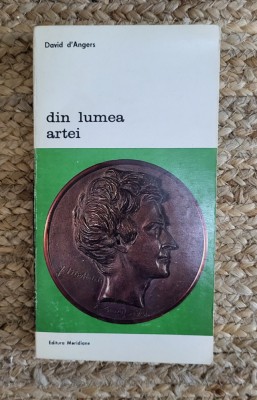 David d'Angers
din lumea
artei
Editura Meridiane